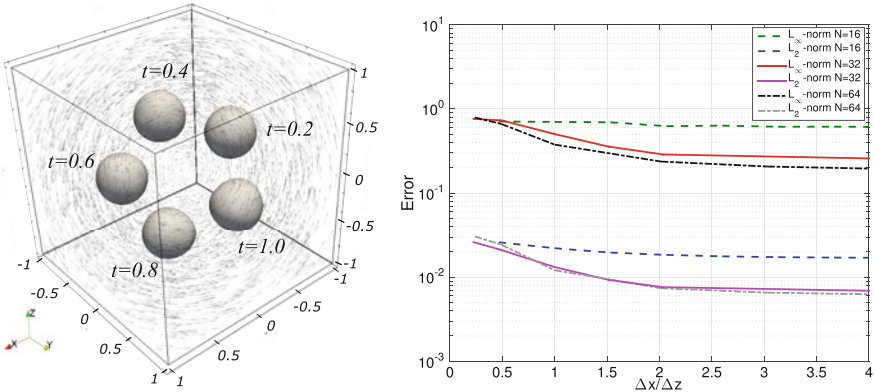 t=0.4
t=0.2
t=0.6
t=0.8
t=1.0
1
0.5
0
-0.5
-1
-1
-0.5
0
0.5
1
-1
-0.5
0
0.5
1
Z
X
Y
10^1
10^0
10^-1
10^-2
10^-3
Error
0 0.5 1 1.5 2 2.5 3 3.5 4
Δx/Δz
L∞-norm N=16
L2-norm N=16
L∞-norm N=32
L2-norm N=32
L∞-norm N=64
L2-norm N=64